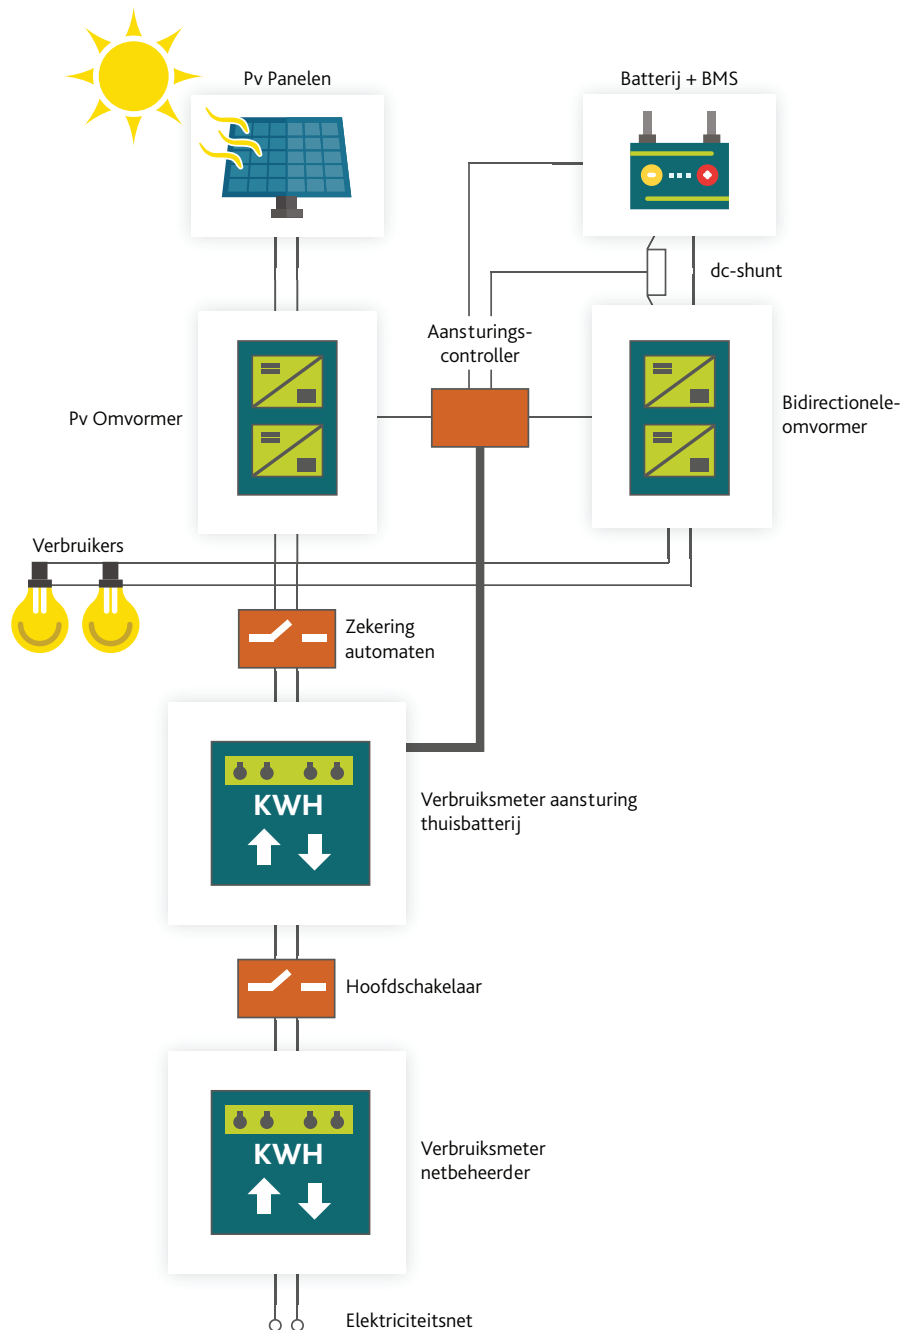 Pv Panelen
Batterij + BMS
dc-shunt
Aansturings-
controller
Pv Omvormer
Bidirectionele-
omvormer
Verbruikers
Zekering
automaten
KWH
Verbruiksmeter aansturing
thuisbatterij
Hoofdschakelaar
KWH
Verbruiksmeter
netbeheerder
Elektriciteitsnet